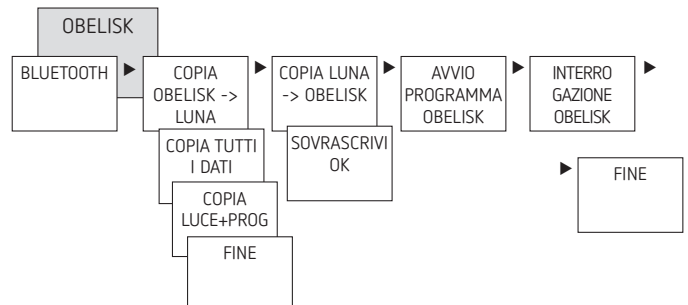 OBELISK
BLUETOOTH
COPIA
OBELISK ->
LUNA
COPIA TUTTI
I DATI
COPIA
LUCE+PROG
FINE
COPIA LUNA
-> OBELISK
SOVRASCRIVI
OK
AVVIO
PROGRAMMA
OBELISK
INTERRO
GAZIONE
OBELISK
FINE